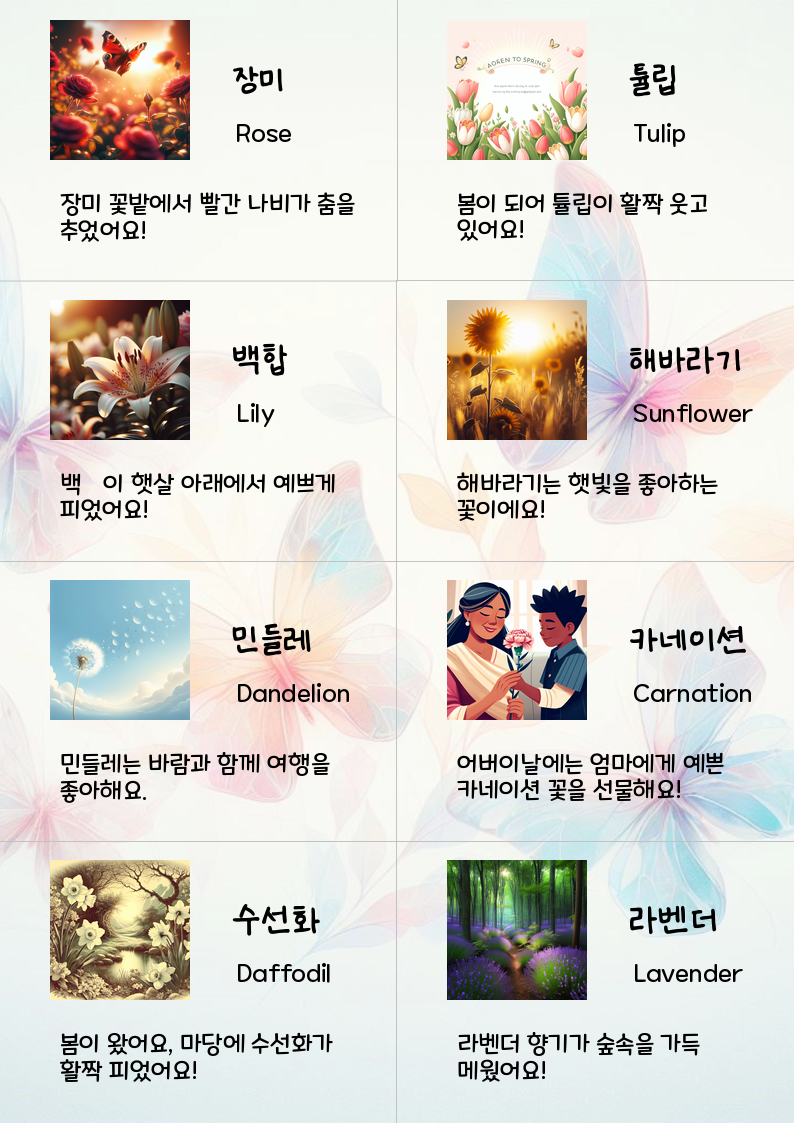 장미
Rose
장미 꽃밭에서 빨간 나비가 춤을
추었어요!
AGREN TO SPRING
튤립
Tulip
봄이 되어 튤립이 활짝 웃고
있어요!
백합
Lily
백 이 햇살 아래에서 예쁘게
피었어요!
해바라기
Sunflower
해바라기는 햇빛을 좋아하는
꽃이에요!
민들레
Dandelion
민들레는 바람과 함께 여행을
좋아해요.
카네이션
Carnation
어버이날에는 엄마에게 예쁜
카네이션 꽃을 선물해요!
수선화
Daffodil
봄이 왔어요, 마당에 수선화가
활짝 피었어요!
라벤더
Lavender
라벤더 향기가 숲속을 가득
메웠어요!